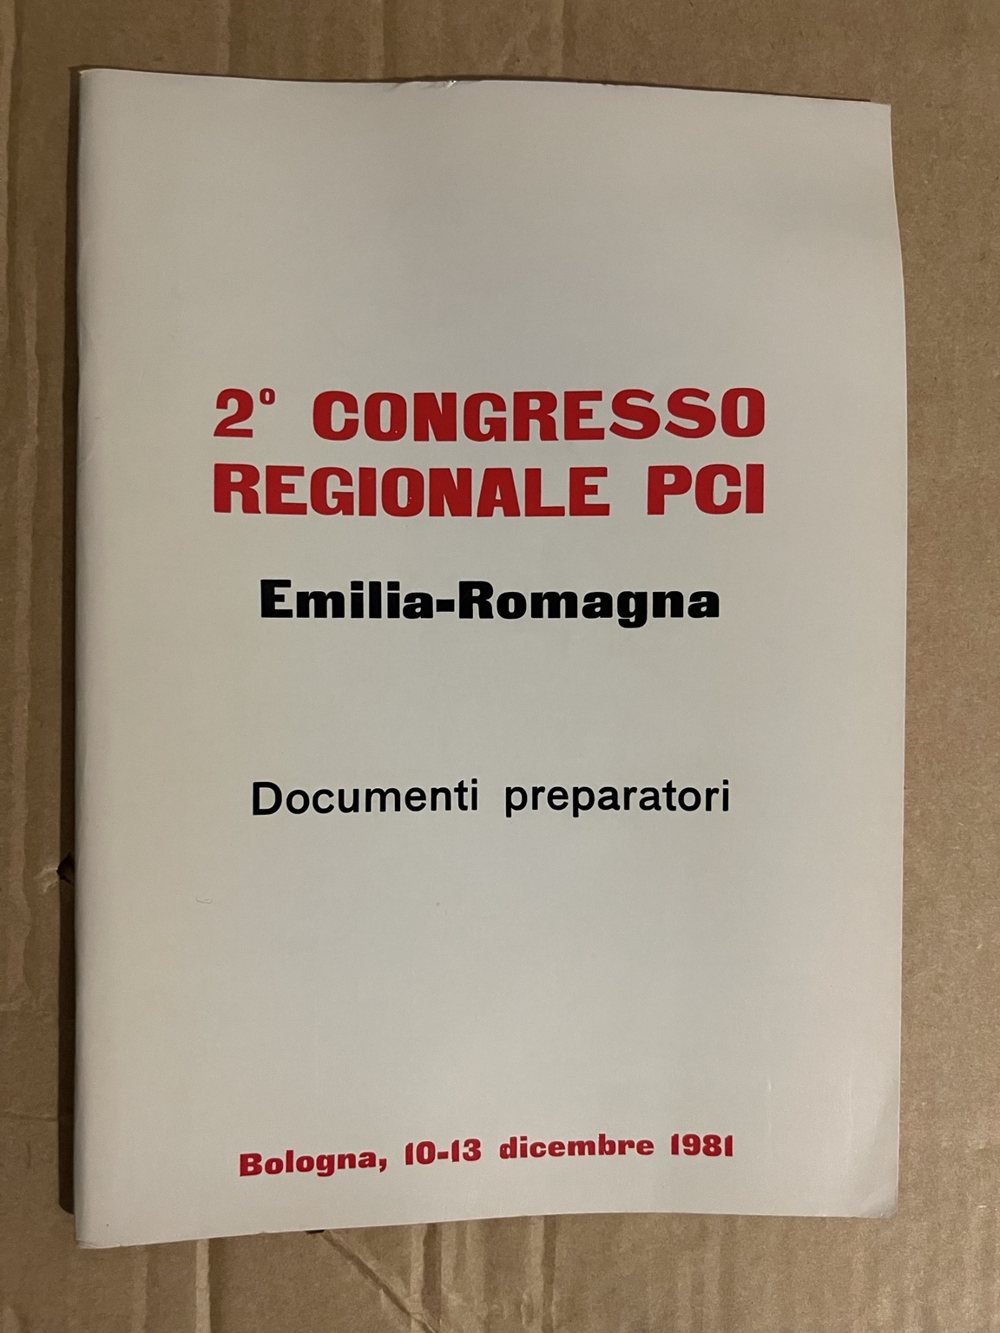 2° CONGRESSO
REGIONALE PCI
Emilia-Romagna
Documenti preparatori
Bologna, 10-13 dicembre 1981